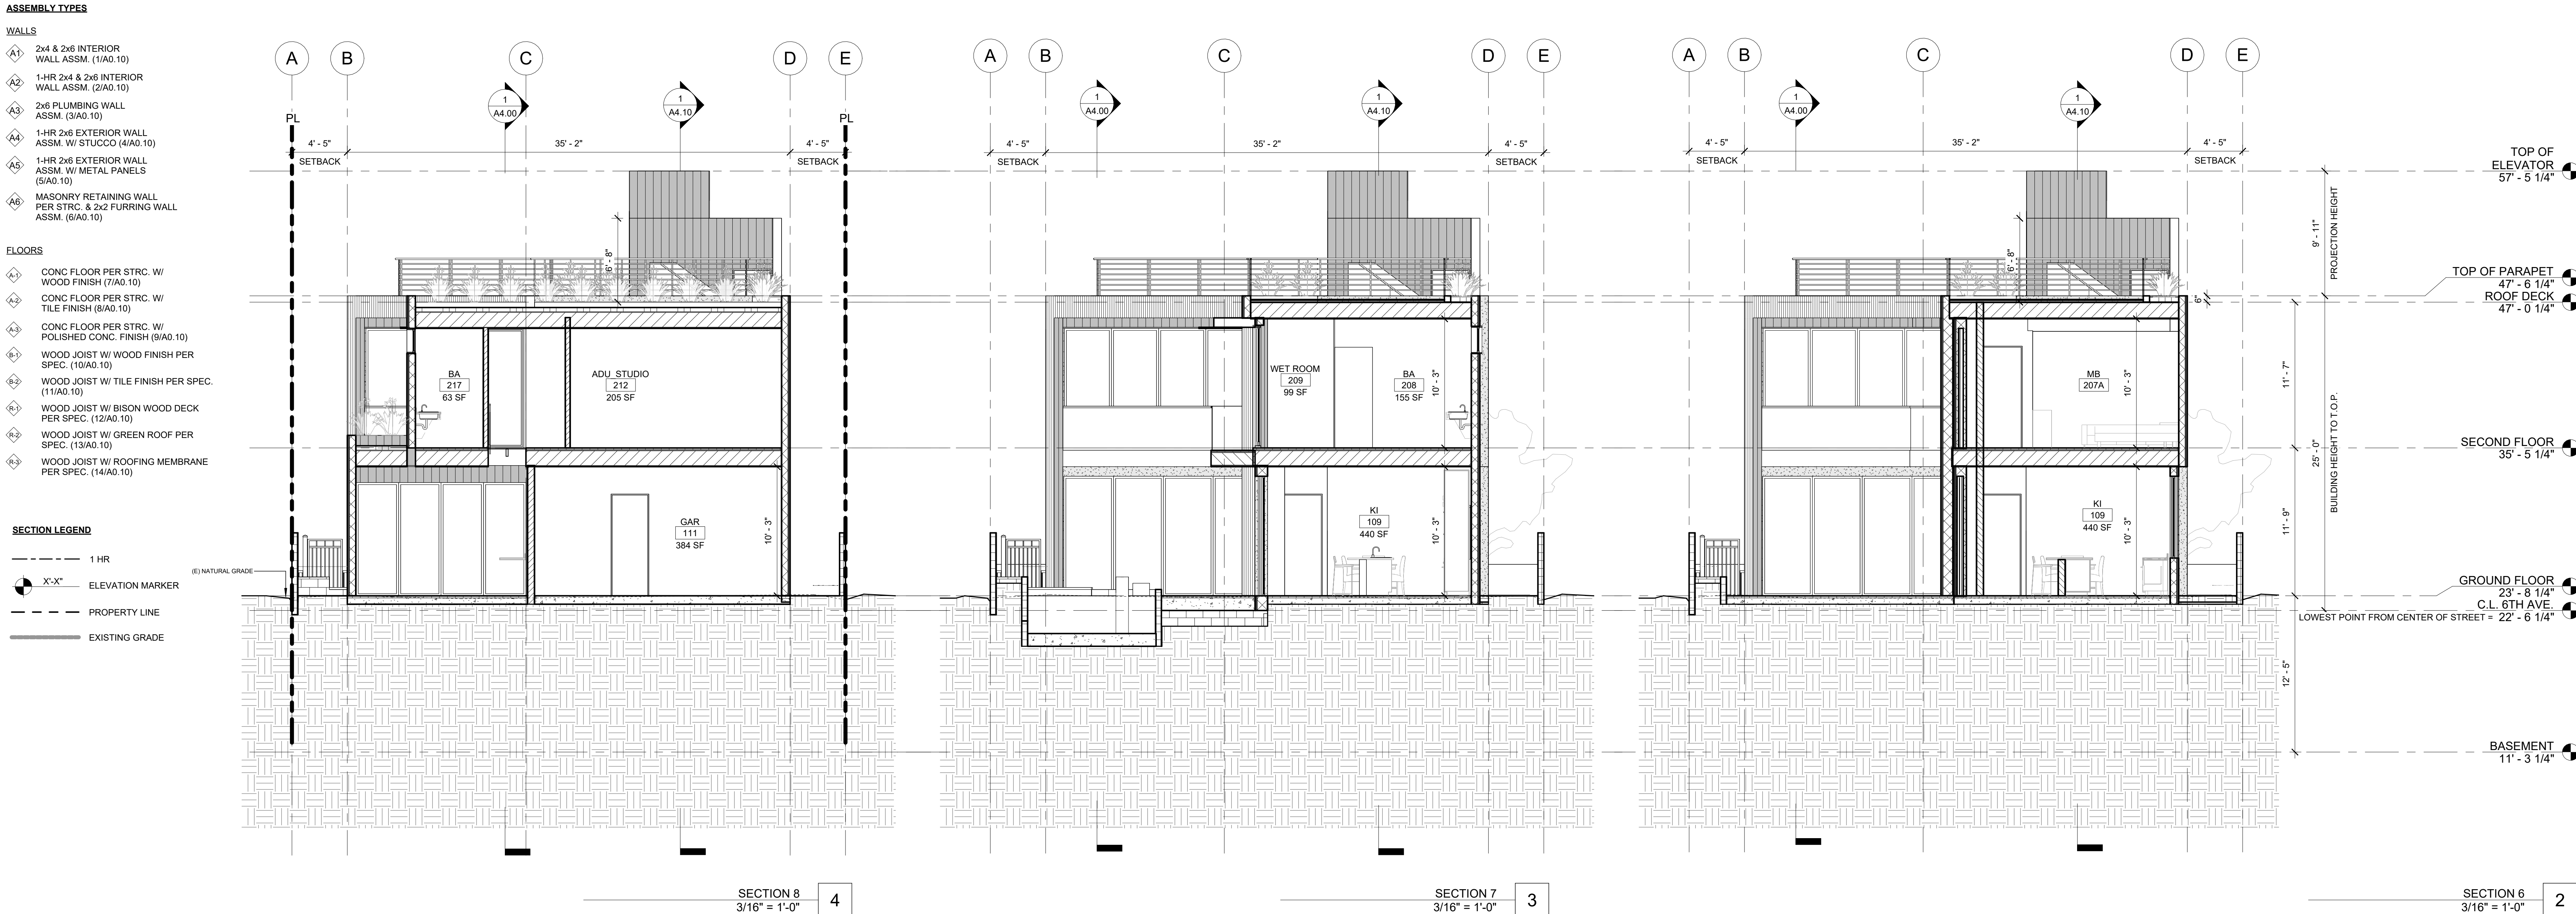 ASSEMBLY TYPES
WALLS
A1
2x4 & 2x6 INTERIOR
WALL ASSM. (1/A0.10)
A2
1-HR 2x4 & 2x6 INTERIOR
WALL ASSM. (2/A0.10)
A3
2x6 PLUMBING WALL
ASSM. (3/A0.10)
A4
1-HR 2x6 EXTERIOR WALL
ASSM. W/ STUCCO (4/A0.10)
A5
1-HR 2x6 EXTERIOR WALL
ASSM. W/ METAL PANELS
(5/A0.10)
A6
MASONRY RETAINING WALL
PER STRC. & 2x2 FURRING WALL
ASSM. (6/A0.10)
FLOORS
A-1
CONC FLOOR PER STRC. W/
WOOD FINISH (7/A0.10)
A-2
CONC FLOOR PER STRC. W/
TILE FINISH (8/A0.10)
A-3
CONC FLOOR PER STRC. W/
POLISHED CONC. FINISH (9/A0.10)
B-1
WOOD JOIST W/ WOOD FINISH PER
SPEC. (10/A0.10)
B-2
WOOD JOIST W/ TILE FINISH PER SPEC.
(11/A0.10)
R-1
WOOD JOIST W/ BISON WOOD DECK
PER SPEC. (12/A0.10)
R-2
WOOD JOIST W/ GREEN ROOF PER
SPEC. (13/A0.10)
R-3
WOOD JOIST W/ ROOFING MEMBRANE
PER SPEC. (14/A0.10)
SECTION LEGEND
1 HR
X'-X"
ELEVATION MARKER
PROPERTY LINE
EXISTING GRADE
A B C D E
1
A4.00
1
A4.10
PL
PL
4' - 5"
35' - 2"
4' - 5"
SETBACK
SETBACK
6' - 8"
BA
217
63 SF
ADU_STUDIO
212
205 SF
GAR
111
384 SF
10' - 3"
(E) NATURAL GRADE
SECTION 8
3/16" = 1'-0"
4
A B C D E
1
A4.00
1
A4.10
4' - 5"
35' - 2"
4' - 5"
SETBACK
SETBACK
WET ROOM
209
99 SF
BA
208
155 SF
10' - 3"
KI
109
440 SF
10' - 3"
SECTION 7
3/16" = 1'-0"
3
A B C D E
1
A4.00
1
A4.10
4' - 5"
35' - 2"
4' - 5"
SETBACK
SETBACK
6' - 8"
6"
MB
207A
10' - 3"
KI
109
440 SF
10' - 3"
9' - 11"
PROJECTION HEIGHT
11' - 7"
25' - 0"
BUILDING HEIGHT TO T.O.P.
11' - 9"
12' - 5"
TOP OF
ELEVATOR
57' - 5 1/4"
TOP OF PARAPET
47' - 6 1/4"
ROOF DECK
47' - 0 1/4"
SECOND FLOOR
35' - 5 1/4"
GROUND FLOOR
23' - 8 1/4"
C.L. 6TH AVE.
LOWEST POINT FROM CENTER OF STREET = 22' - 6 1/4"
BASEMENT
11' - 3 1/4"
SECTION 6
3/16" = 1'-0"
2